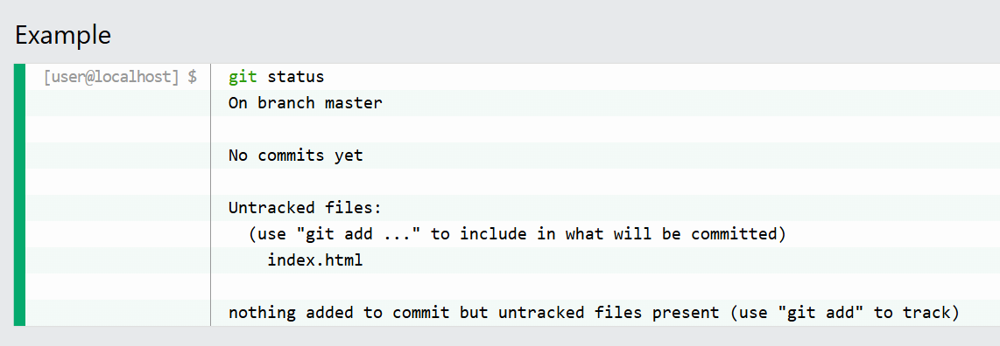 Example
[user@localhost] $ git status
On branch master
No commits yet
Untracked files:
(use "git add ..." to include in what will be committed)
index.html
nothing added to commit but untracked files present (use "git add" to track)